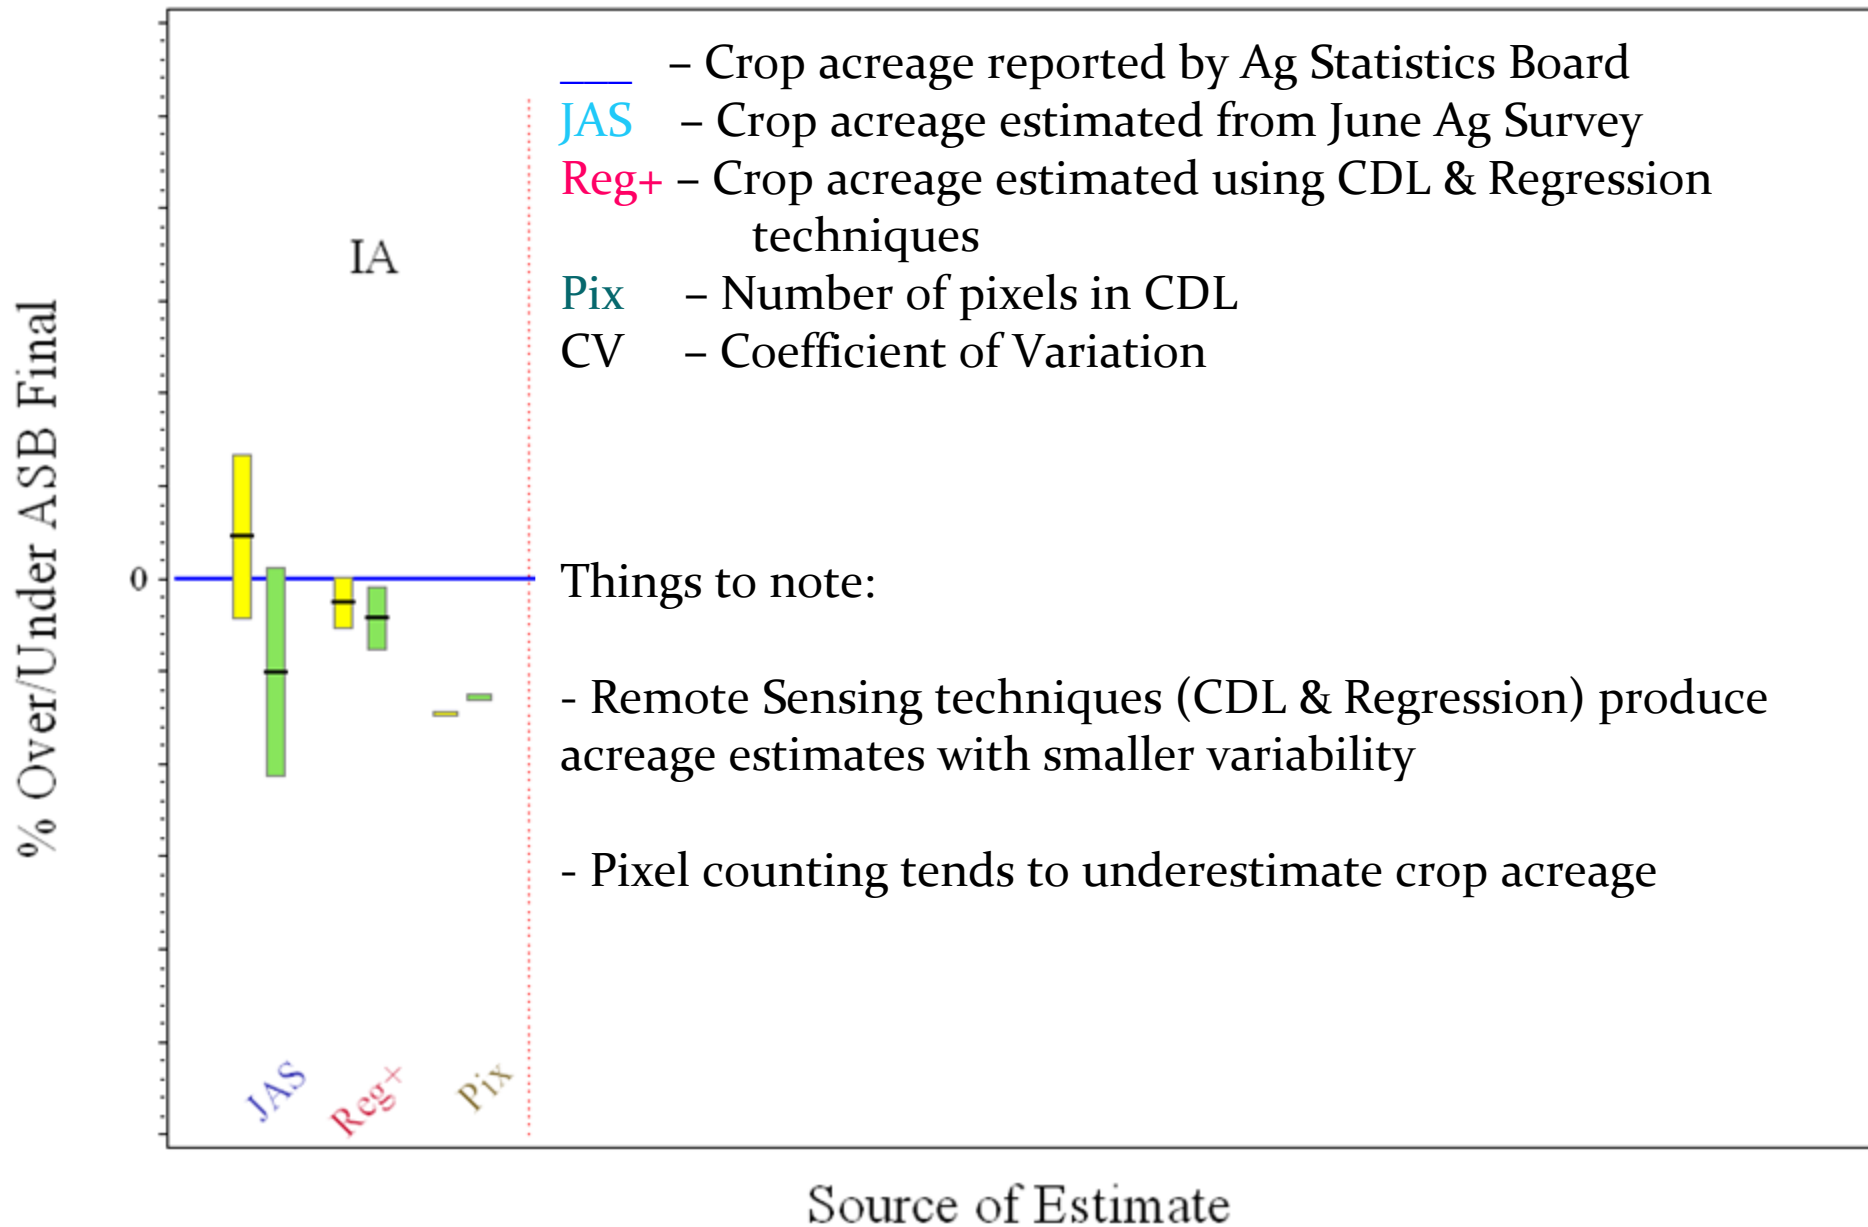 ___ – Crop acreage reported by Ag Statistics Board
JAS – Crop acreage estimated from June Ag Survey
Reg+ – Crop acreage estimated using CDL & Regression
techniques
IA
Pix – Number of pixels in CDL
CV – Coefficient of Variation
% Over/Under ASB Final
0
Things to note:
- Remote Sensing techniques (CDL & Regression) produce
acreage estimates with smaller variability
- Pixel counting tends to underestimate crop acreage
JAS
Reg+
Pix
Source of Estimate